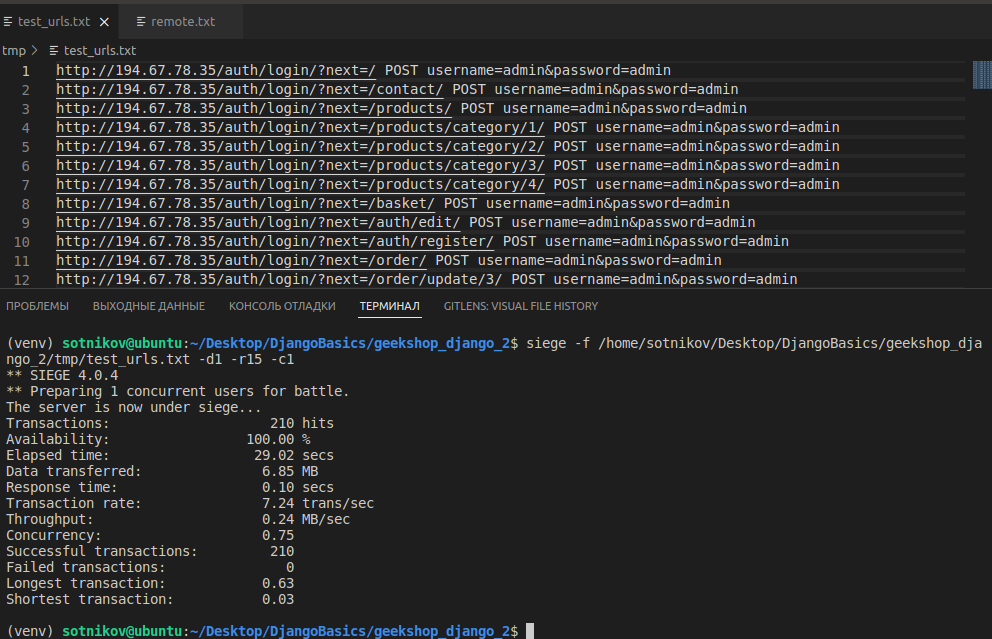 test_urls.txt × remote.txt
tmp > test_urls.txt
1 http://194.67.78.35/auth/login/?next=/ POST username=admin&password=admin
2 http://194.67.78.35/auth/login/?next=/contact/ POST username=admin&password=admin
3 http://194.67.78.35/auth/login/?next=/products/ POST username=admin&password=admin
4 http://194.67.78.35/auth/login/?next=/products/category/1/ POST username=admin&password=admin
5 http://194.67.78.35/auth/login/?next=/products/category/2/ POST username=admin&password=admin
6 http://194.67.78.35/auth/login/?next=/products/category/3/ POST username=admin&password=admin
7 http://194.67.78.35/auth/login/?next=/products/category/4/ POST username=admin&password=admin
8 http://194.67.78.35/auth/login/?next=/basket/ POST username=admin&password=admin
9 http://194.67.78.35/auth/login/?next=/auth/edit/ POST username=admin&password=admin
10 http://194.67.78.35/auth/login/?next=/auth/register/ POST username=admin&password=admin
11 http://194.67.78.35/auth/login/?next=/order/ POST username=admin&password=admin
12 http://194.67.78.35/auth/login/?next=/order/update/3/ POST username=admin&password=admin
ПРОБЛЕМЫ ВЫХОДНЫЕ ДАННЫЕ КОНСОЛЬ ОТЛАДКИ ТЕРМИНАЛ GITLENS: VISUAL FILE HISTORY
(venv) sotnikov@ubuntu:~/Desktop/DjangoBasics/geekshop_django_2$ siege -f /home/sotnikov/Desktop/DjangoBasics/geekshop_dja
ngo_2/tmp/test_urls.txt -d1 -r15 -c1
** SIEGE 4.0.4
** Preparing 1 concurrent users for battle.
The server is now under siege...
Transactions: 210 hits
Availability: 100.00 %
Elapsed time: 29.02 secs
Data transferred: 6.85 MB
Response time: 0.10 secs
Transaction rate: 7.24 trans/sec
Throughput: 0.24 MB/sec
Concurrency: 0.75
Successful transactions: 210
Failed transactions: 0
Longest transaction: 0.63
Shortest transaction: 0.03
(venv) sotnikov@ubuntu:~/Desktop/DjangoBasics/geekshop_django_2$